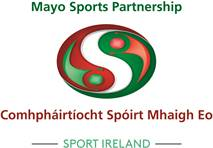 Mayo Sports Partnership
Comhpháirtíocht Spóirt Mhaigh Eo
SPORT IRELAND